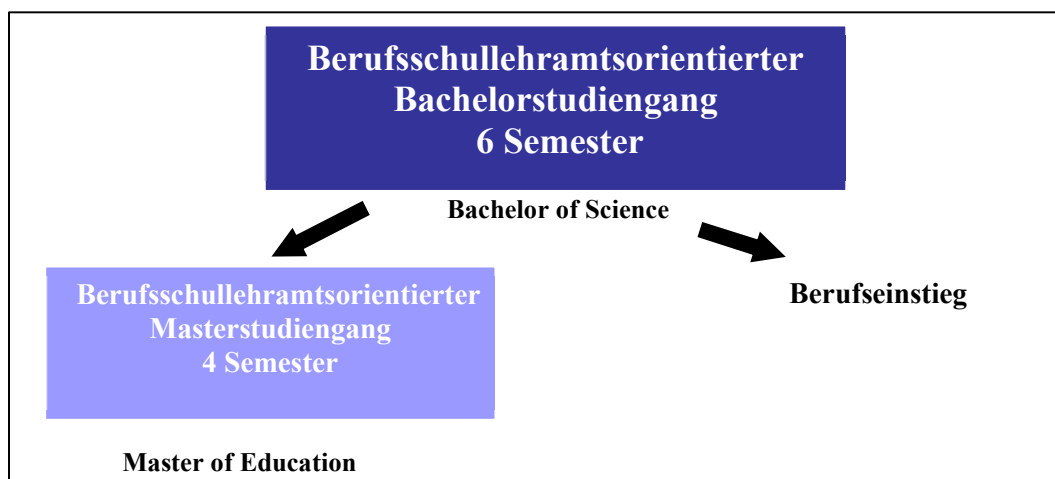 Berufsschullehramtsorientierter
Bachelorstudiengang
6 Semester
Bachelor of Science
Berufsschullehramtsorientierter
Masterstudiengang
4 Semester
Berufseinstieg
Master of Education